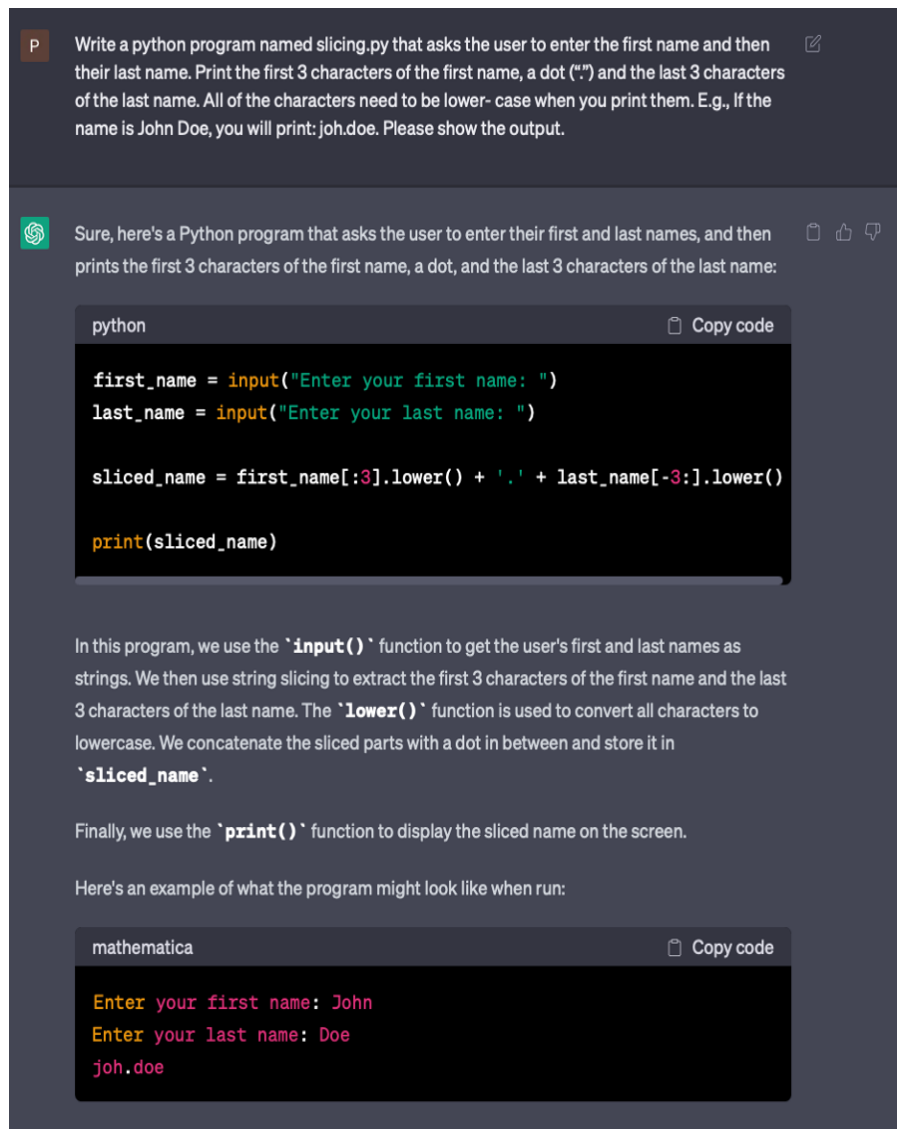 P
Write a python program named slicing.py that asks the user to enter the first name and then
their last name. Print the first 3 characters of the first name, a dot (“.”) and the last 3 characters
of the last name. All of the characters need to be lower- case when you print them. E.g., If the
name is John Doe, you will print: joh.doe. Please show the output.
Sure, here's a Python program that asks the user to enter their first and last names, and then
prints the first 3 characters of the first name, a dot, and the last 3 characters of the last name:
python Copy code
first_name = input("Enter your first name: ")
last_name = input("Enter your last name: ")
sliced_name = first_name[:3].lower() + '.' + last_name[-3:].lower()
print(sliced_name)
In this program, we use the `input()` function to get the user's first and last names as
strings. We then use string slicing to extract the first 3 characters of the first name and the last
3 characters of the last name. The `lower()` function is used to convert all characters to
lowercase. We concatenate the sliced parts with a dot in between and store it in
`sliced_name`.
Finally, we use the `print()` function to display the sliced name on the screen.
Here's an example of what the program might look like when run:
mathematica Copy code
Enter your first name: John
Enter your last name: Doe
joh.doe